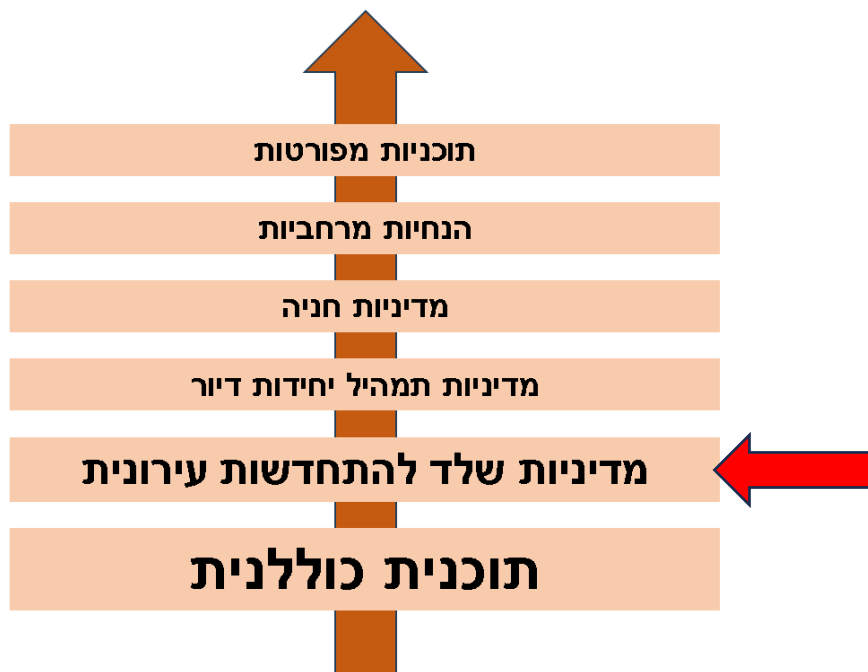 תוכניות מפורטות
הנחיות מרחביות
מדיניות חניה
מדיניות תמהיל יחידות דיור
מדיניות שלד להתחדשות עירונית
תוכנית כוללנית